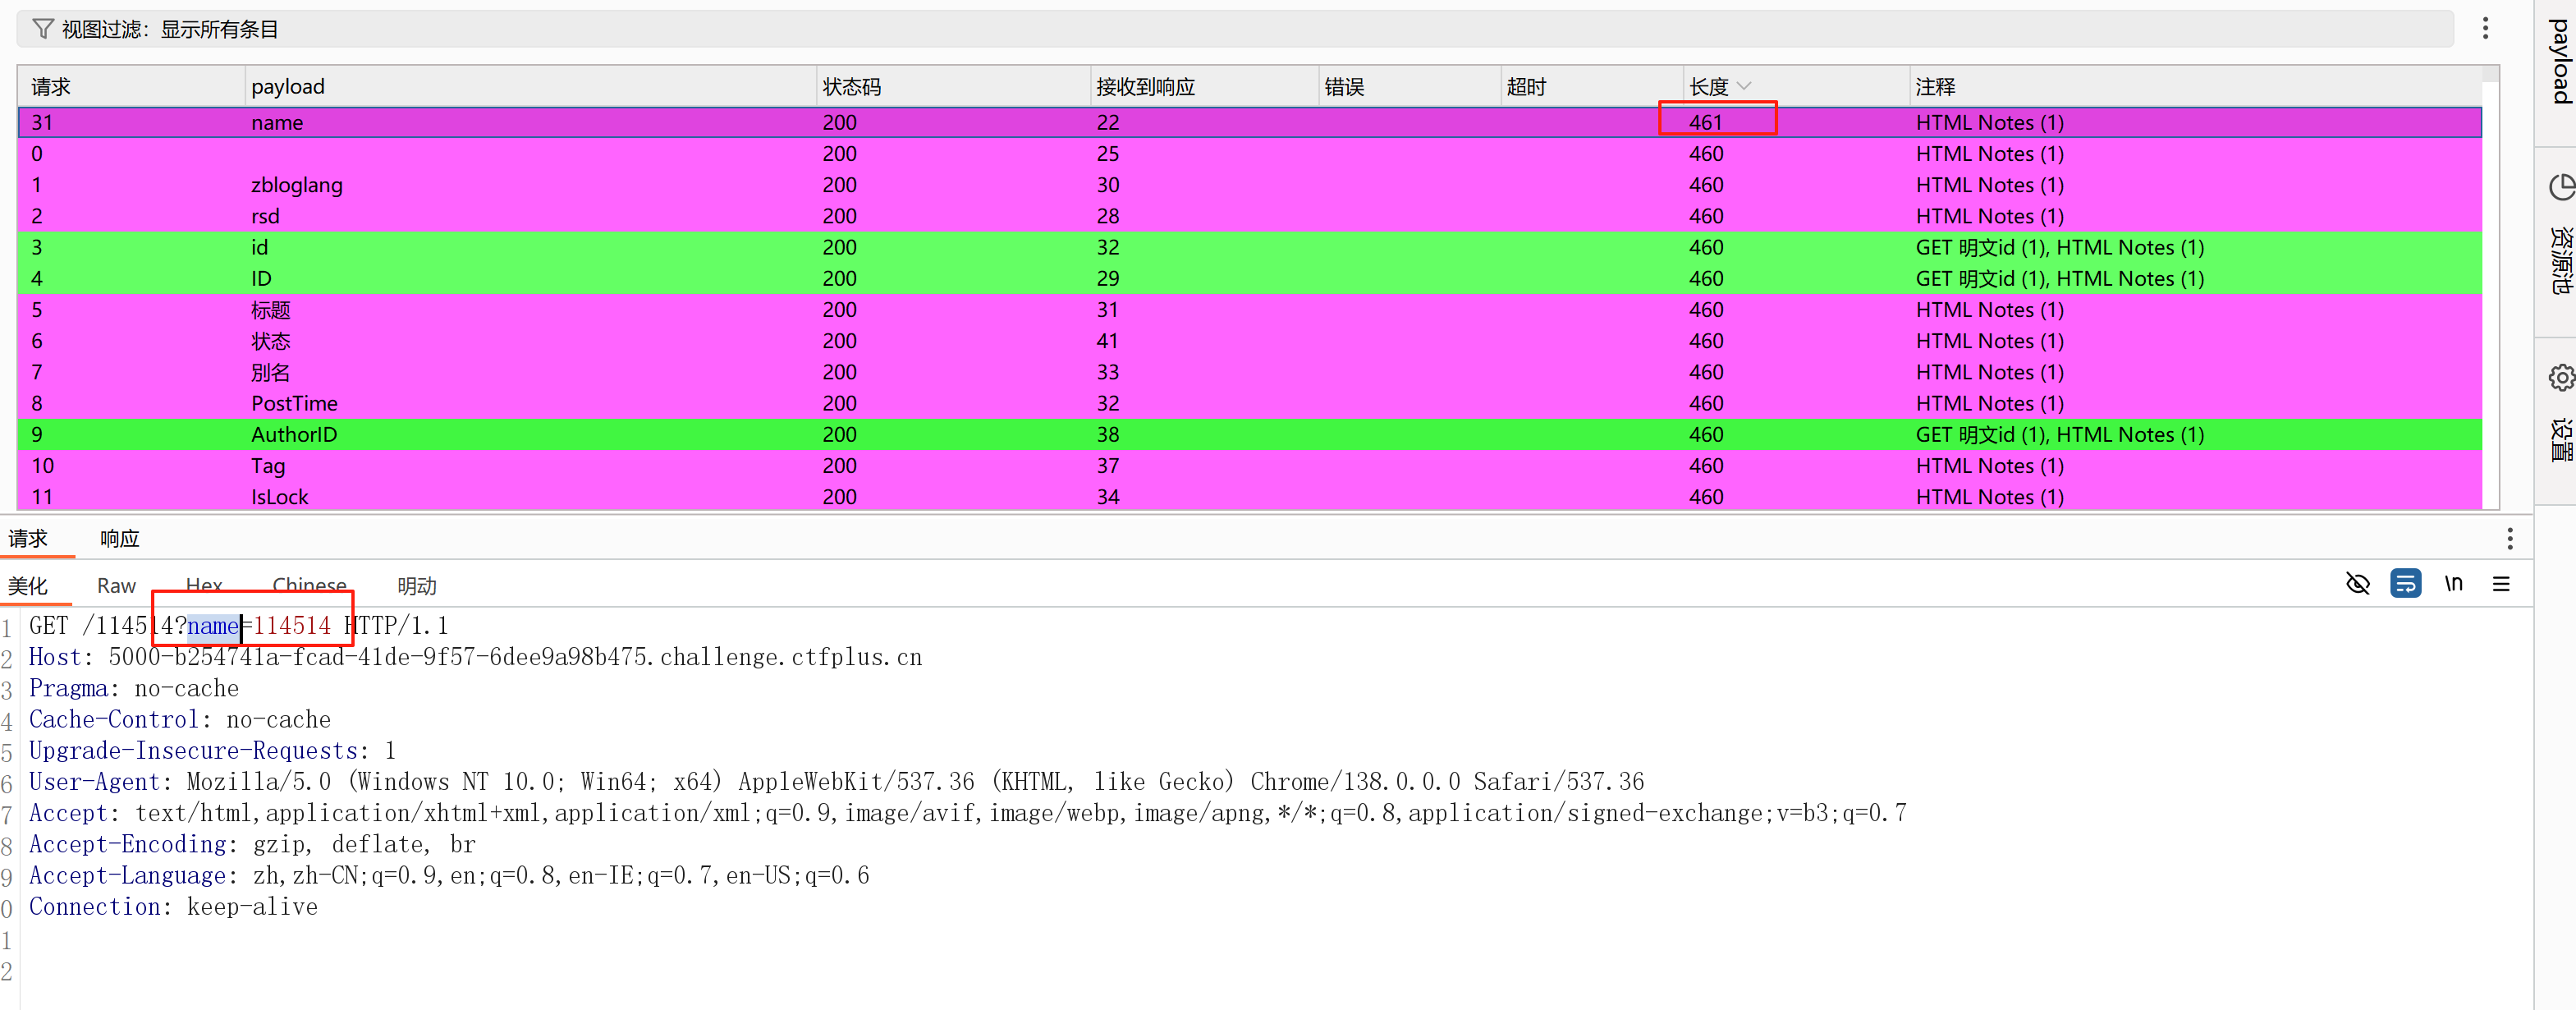 视图过滤：显示所有条目
请求 payload 状态码 接收到响应 错误 超时 长度 注释
31 name 200 22 461 HTML Notes (1)
0 200 25 460 HTML Notes (1)
1 zbloglang 200 30 460 HTML Notes (1)
2 rsd 200 28 460 HTML Notes (1)
3 id 200 32 460 GET 明文id (1), HTML Notes (1)
4 ID 200 29 460 GET 明文id (1), HTML Notes (1)
5 标题 200 31 460 HTML Notes (1)
6 状态 200 41 460 HTML Notes (1)
7 別名 200 33 460 HTML Notes (1)
8 PostTime 200 32 460 HTML Notes (1)
9 AuthorID 200 38 460 GET 明文id (1), HTML Notes (1)
10 Tag 200 37 460 HTML Notes (1)
11 IsLock 200 34 460 HTML Notes (1)
请求 响应
美化 Raw Hex Chinese 明动 \n
1 GET /114514?name=114514 HTTP/1.1
2 Host: 5000-b254741a-fcad-41de-9f57-6dee9a98b475.challenge.ctfplus.cn
3 Pragma: no-cache
4 Cache-Control: no-cache
5 Upgrade-Insecure-Requests: 1
6 User-Agent: Mozilla/5.0 (Windows NT 10.0; Win64; x64) AppleWebKit/537.36 (KHTML, like Gecko) Chrome/138.0.0.0 Safari/537.36
7 Accept: text/html,application/xhtml+xml,application/xml;q=0.9,image/avif,image/webp,image/apng,*/*;q=0.8,application/signed-exchange;v=b3;q=0.7
8 Accept-Encoding: gzip, deflate, br
9 Accept-Language: zh,zh-CN;q=0.9,en;q=0.8,en-IE;q=0.7,en-US;q=0.6
0 Connection: keep-alive
1
2
payload
资源池
设置